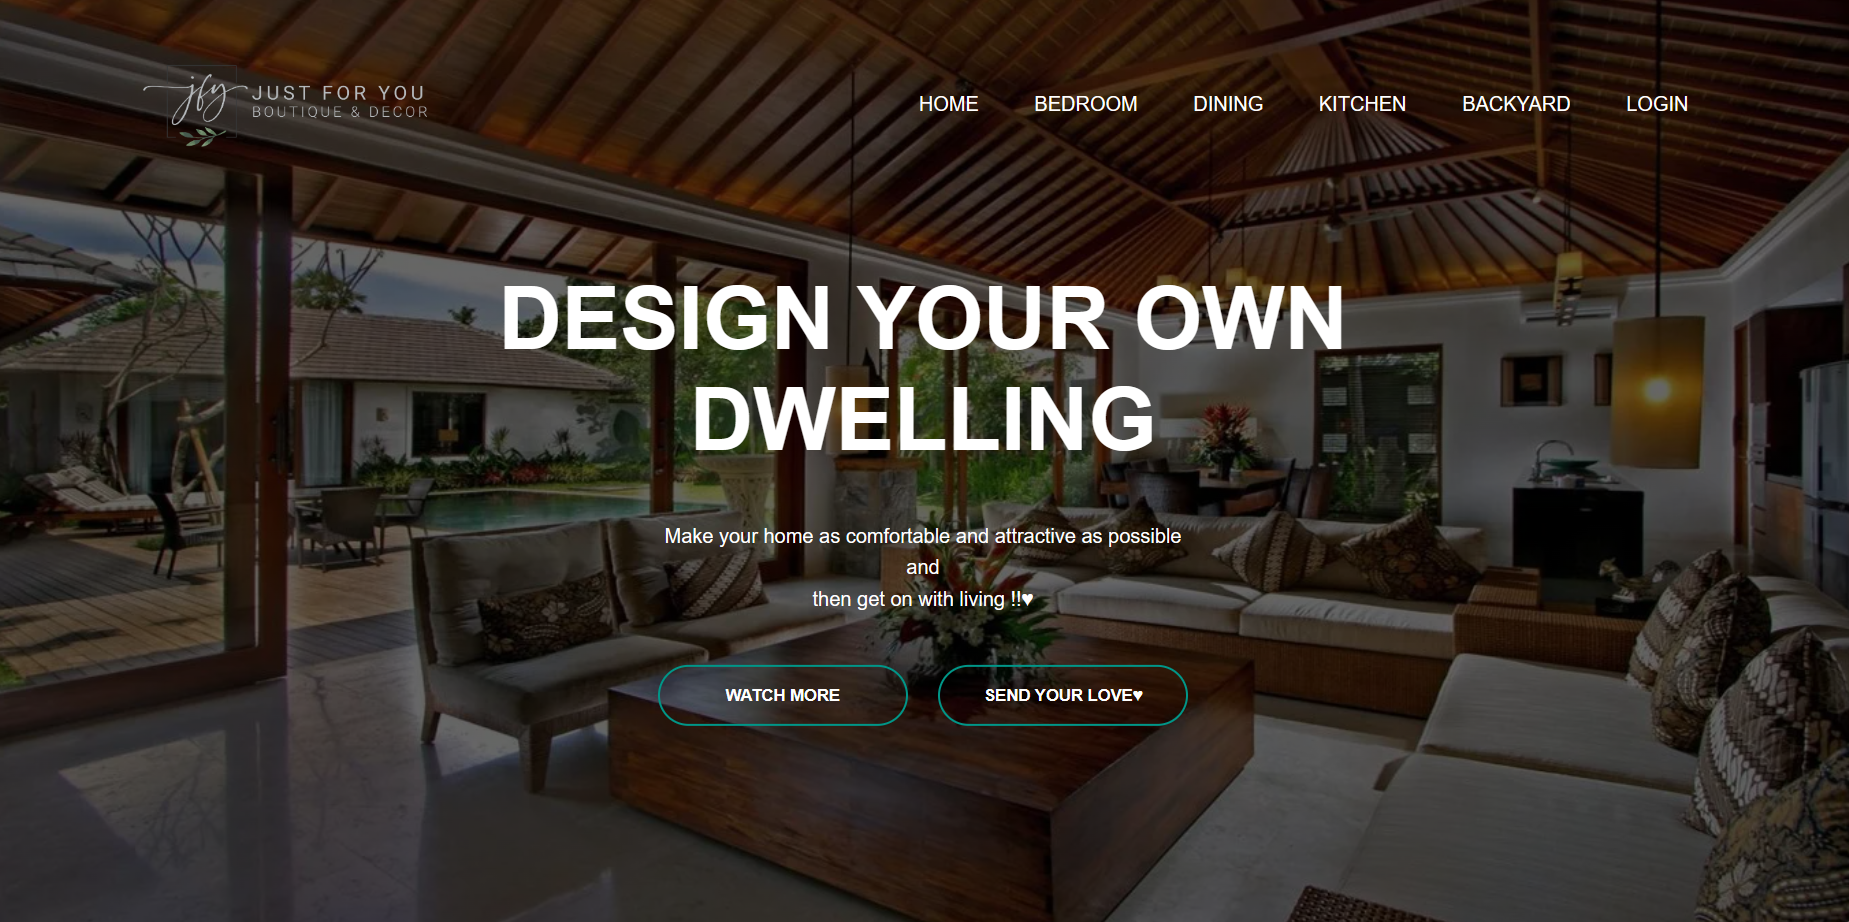 jfy
JUST FOR YOU
BOUTIQUE & DECOR
HOME BEDROOM DINING KITCHEN BACKYARD LOGIN
DESIGN YOUR OWN
DWELLING
Make your home as comfortable and attractive as possible
and
then get on with living !!♥
WATCH MORE
SEND YOUR LOVE♥